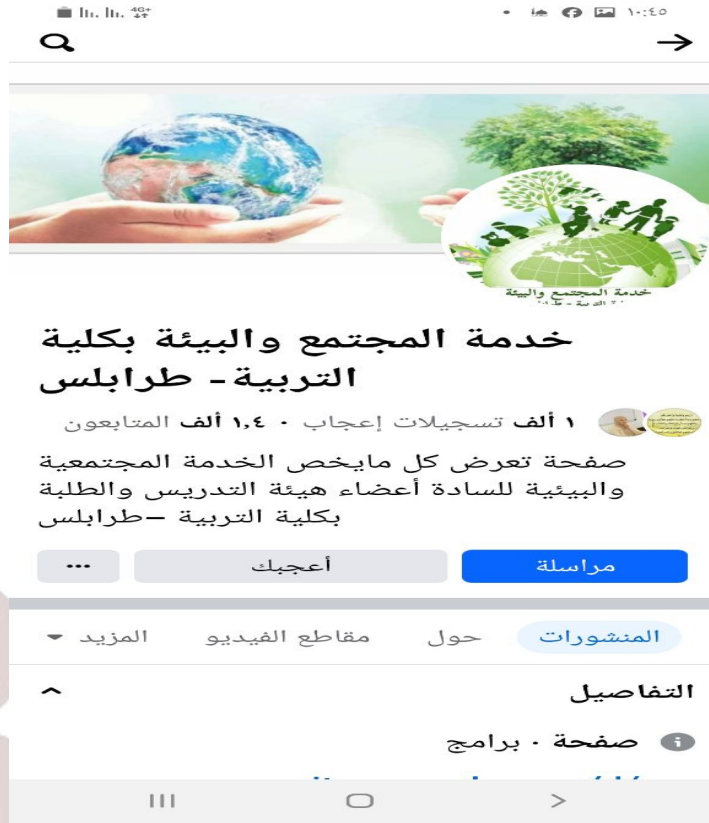 4G+
١٠:٤٥
خدمة المجتمع والبيئة
خدمة المجتمع والبيئة بكلية
التربية- طرابلس
١ ألف تسجيلات إعجاب · ١,٤ ألف المتابعون
صفحة تعرض كل مايخص الخدمة المجتمعية
والبيئية للسادة أعضاء هيئة التدريس والطلبة
بكلية التربية –طرابلس
مراسلة
أعجبك
المنشورات
حول
مقاطع الفيديو
المزيد
التفاصيل
صفحة · برامج